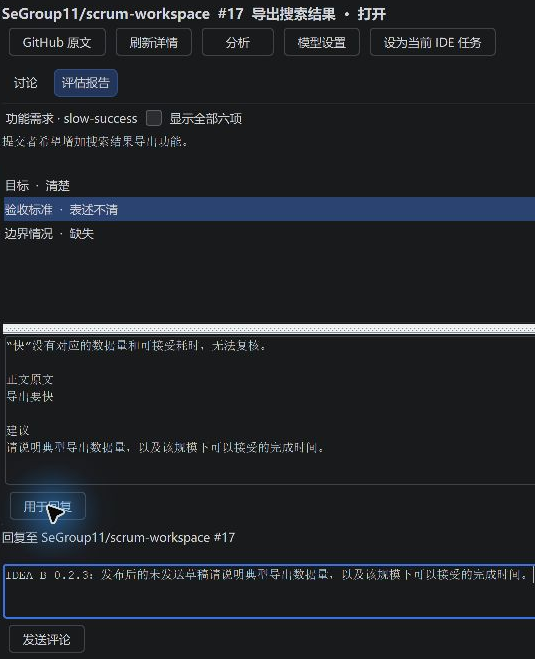 SeGroup11/scrum-workspace #17 导出搜索结果 • 打开
GitHub 原文 刷新详情 分析 模型设置 设为当前 IDE 任务
讨论 评估报告
功能需求 · slow-success 显示全部六项
提交者希望增加搜索结果导出功能。
目标 · 清楚
验收标准 · 表述不清
边界情况 · 缺失
“快”没有对应的数据量和可接受耗时，无法复核。
正文原文
导出要快
建议
请说明典型导出数据量，以及该规模下可以接受的完成时间。
用于回复
回复至 SeGroup11/scrum-workspace #17
IDEA B 0.2.3：发布后的未发送草稿请说明典型导出数据量，以及该规模下可以接受的完成时间。
发送评论